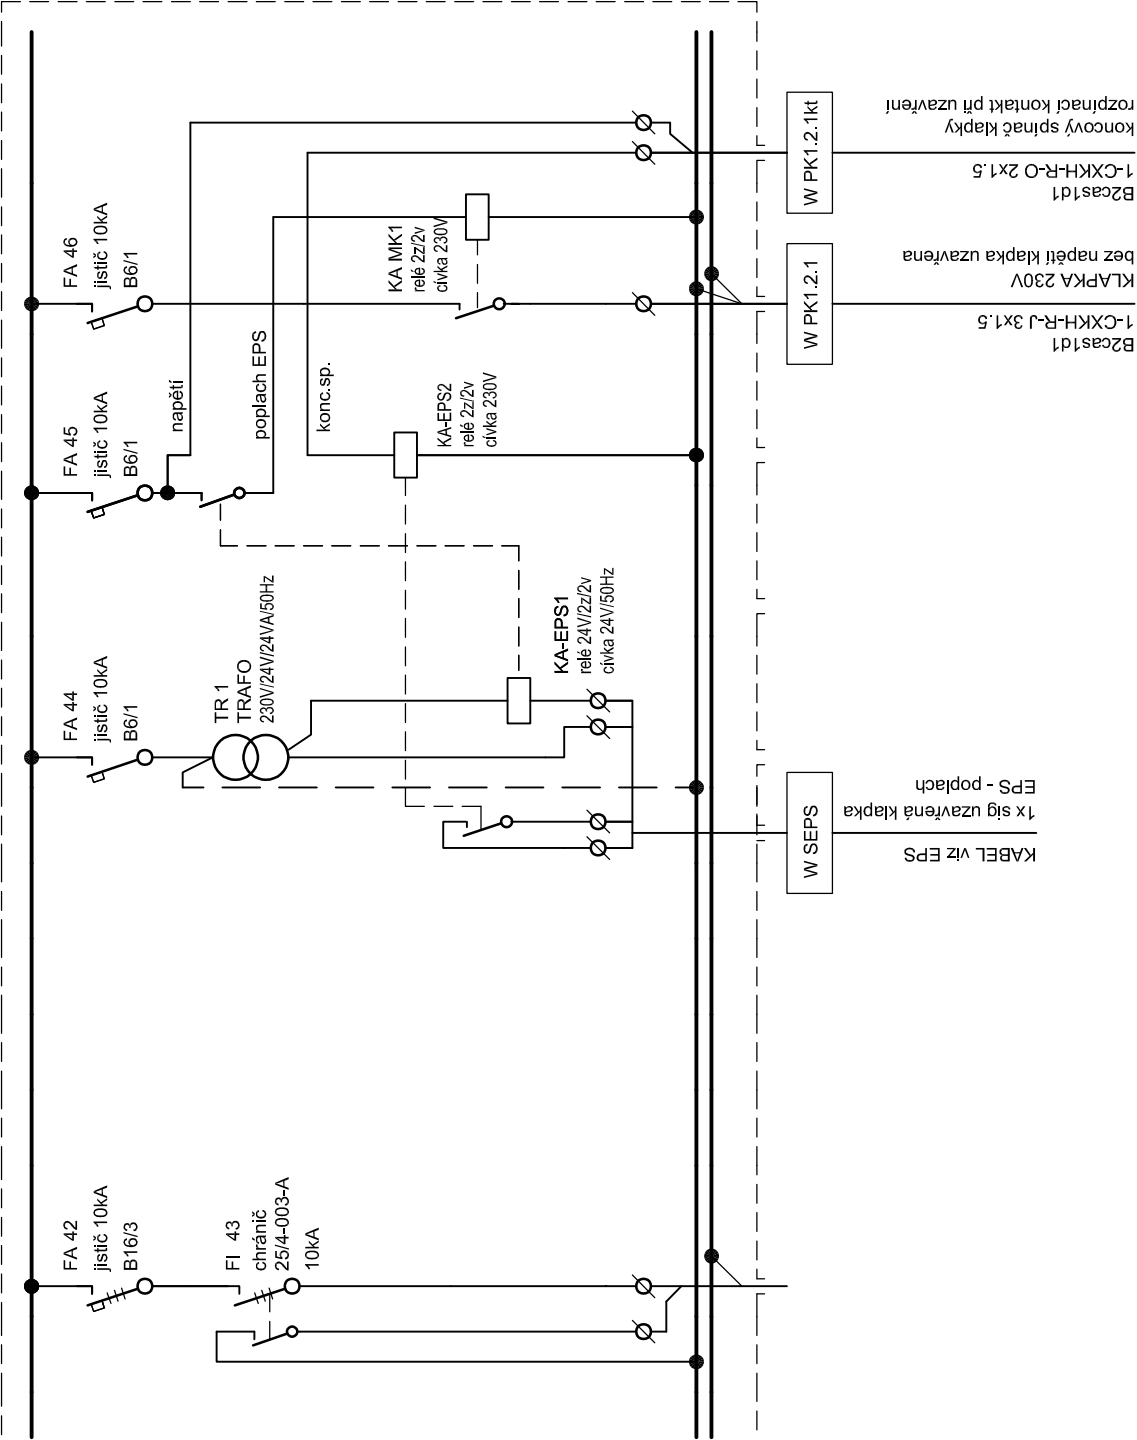 FA 46
jistič 10kA
B6/1
FA 45
jistič 10kA
B6/1
FA 44
jistič 10kA
B6/1
FA 42
jistič 10kA
B16/3
FI 43
chránič
25/4-003-A
10kA
napětí
poplach EPS
konc.sp.
KA MK1
relé 2z/2v
cívka 230V
KA-EPS2
relé 2z/2v
cívka 230V
TR 1
TRAFO
230V/24V/24VA/50Hz
KA-EPS1
relé 24V/2z/2v
cívka 24V/50Hz
W PK1.2.1kt
koncový spínač klapky
rozpínací kontakt při uzavření
B2cas1d1
1-CXKH-R-O 2x1.5
W PK1.2.1
KLAPKA 230V
bez napětí klapka uzavřena
B2cas1d1
1-CXKH-R-J 3x1.5
W SEPS
EPS - poplach
1x sig uzavřená klapka
KABEL viz EPS